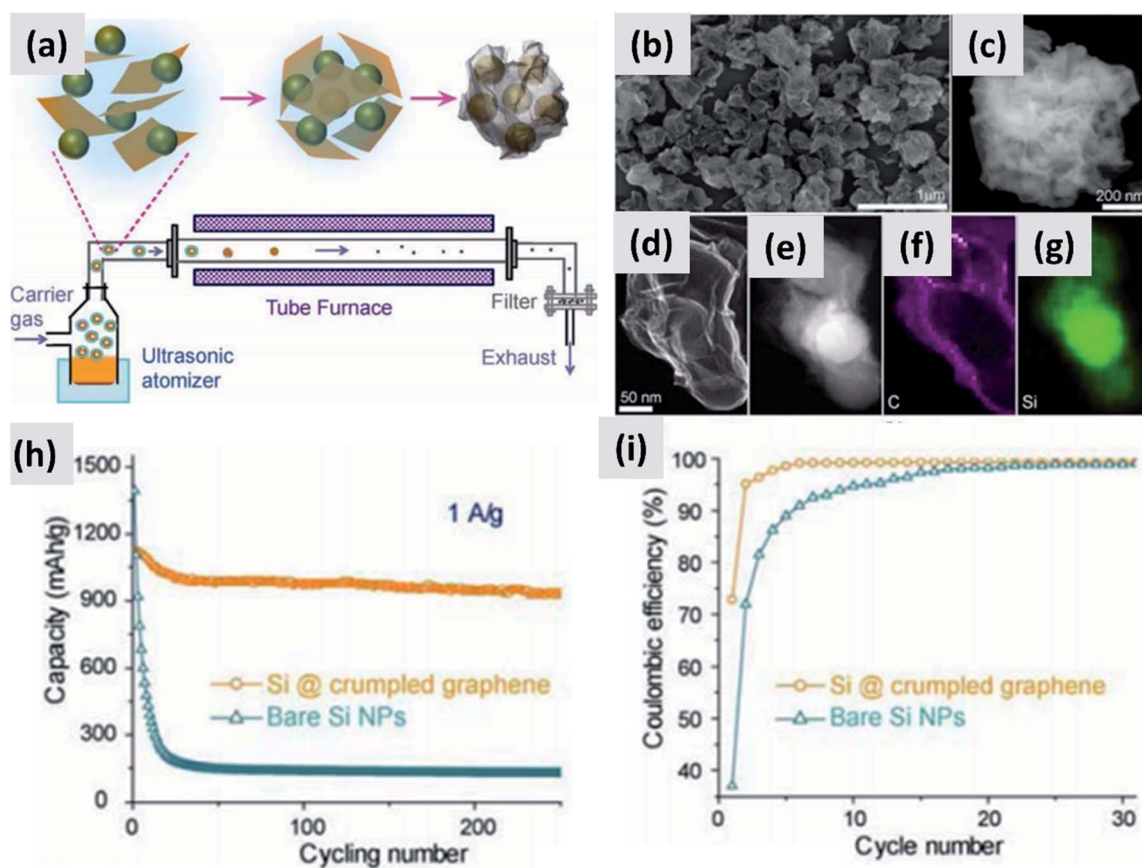 (a)
Carrier
gas
Ultrasonic
atomizer
Tube Furnace
Filter
Exhaust
(b)
1μm
(c)
200 nm
(d)
50 nm
(e)
(f)
C
(g)
Si
(h)
1500
1200
900
600
300
0
Capacity (mAh/g)
1 A/g
Si @ crumpled graphene
Bare Si NPs
0
100
200
Cycling number
(i)
100
90
80
70
60
50
40
Coulombic efficiency (%)
Si @ crumpled graphene
Bare Si NPs
0
10
20
30
Cycle number